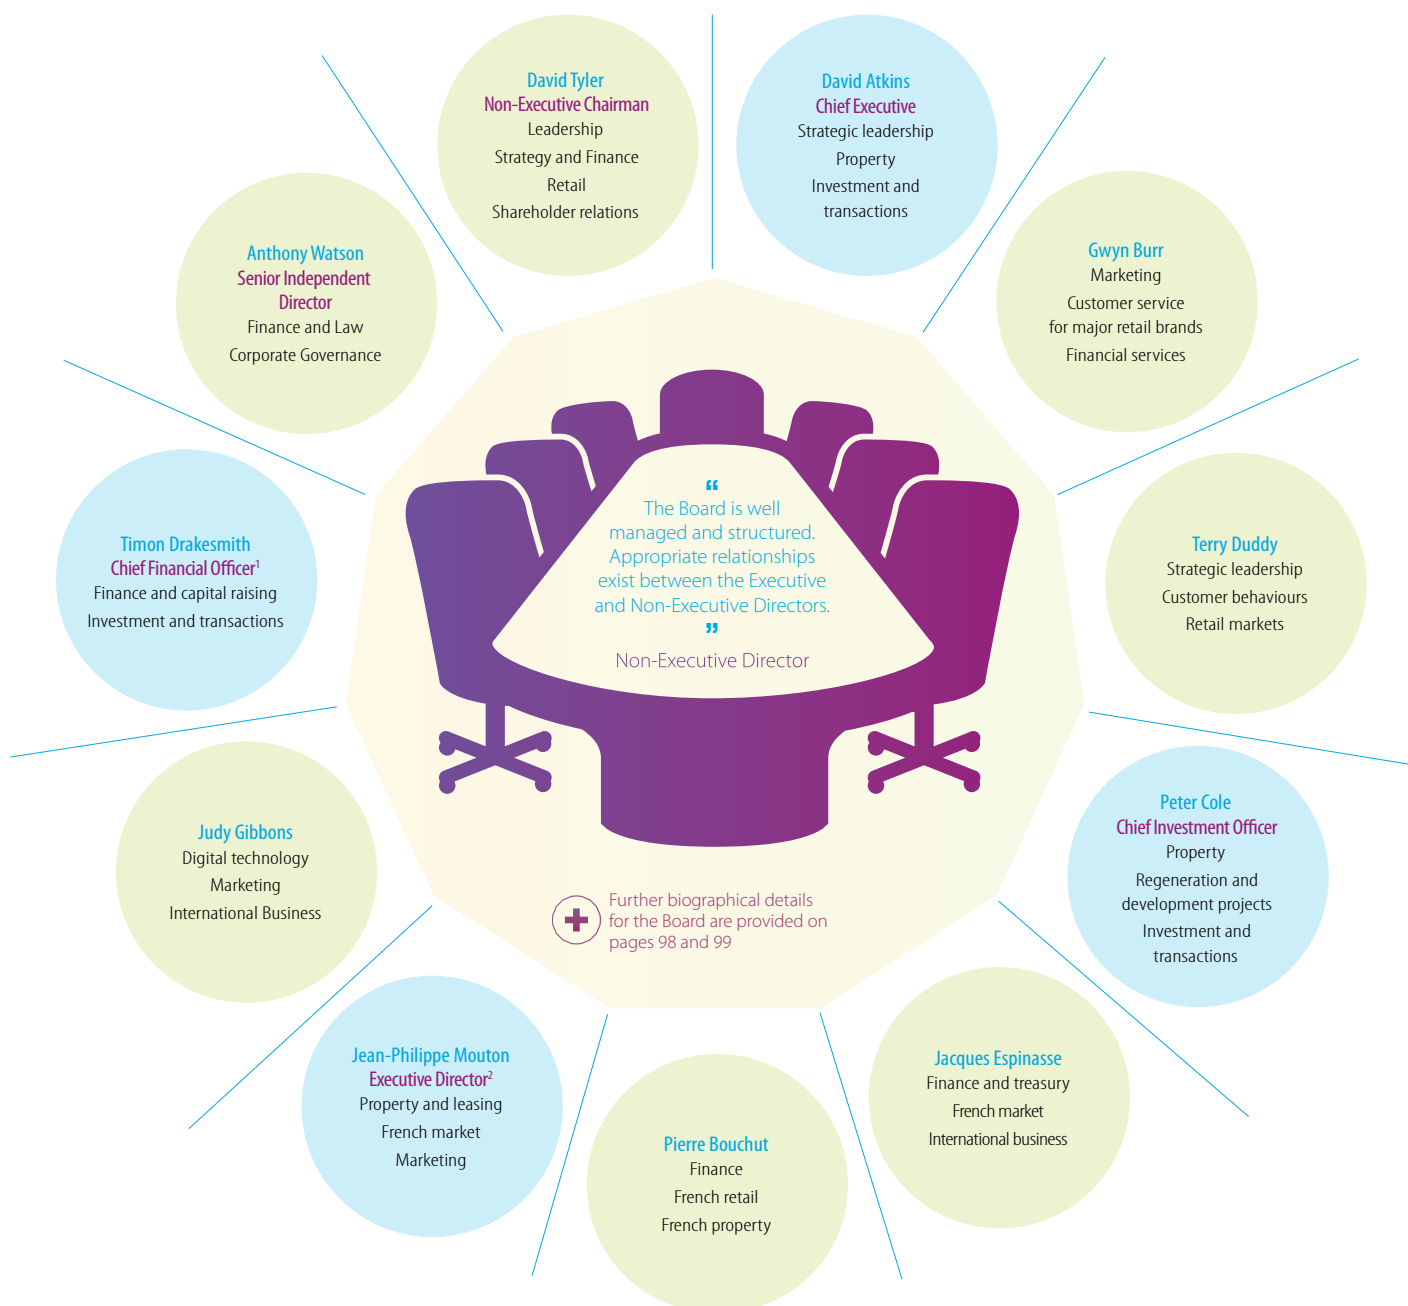 David Tyler
Non-Executive Chairman
Leadership
Strategy and Finance
Retail
Shareholder relations
David Atkins
Chief Executive
Strategic leadership
Property
Investment and
transactions
Gwyn Burr
Marketing
Customer service
for major retail brands
Financial services
Terry Duddy
Strategic leadership
Customer behaviours
Retail markets
Peter Cole
Chief Investment Officer
Property
Regeneration and
development projects
Investment and
transactions
Jacques Espinasse
Finance and treasury
French market
International business
Pierre Bouchut
Finance
French retail
French property
Jean-Philippe Mouton
Executive Director²
Property and leasing
French market
Marketing
Judy Gibbons
Digital technology
Marketing
International Business
Timon Drakesmith
Chief Financial Officer¹
Finance and capital raising
Investment and transactions
Anthony Watson
Senior Independent
Director
Finance and Law
Corporate Governance
“
The Board is well
managed and structured.
Appropriate relationships
exist between the Executive
and Non-Executive Directors.
”
Non-Executive Director
Further biographical details
for the Board are provided on
pages 98 and 99